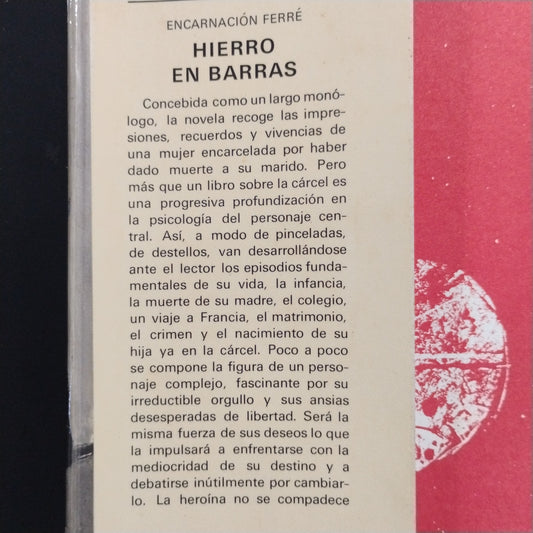 ENCARNACIÓN FERRÉ
HIERRO
EN BARRAS
Concebida como un largo monó-
logo, la novela recoge las impre-
siones, recuerdos y vivencias de
una mujer encarcelada por haber
dado muerte a su marido. Pero
más que un libro sobre la cárcel es
una progresiva profundización en
la psicología del personaje cen-
tral. Así, a modo de pinceladas,
de destellos, van desarrollándose
ante el lector los episodios funda-
mentales de su vida, la infancia,
la muerte de su madre, el colegio,
un viaje a Francia, el matrimonio,
el crimen y el nacimiento de su
hija ya en la cárcel. Poco a poco
se compone la figura de un perso-
naje complejo, fascinante por su
irreductible orgullo y sus ansias
desesperadas de libertad. Será la
misma fuerza de sus deseos lo que
la impulsará a enfrentarse con la
mediocridad de su destino y a
debatirse inútilmente por cambiar-
lo. La heroína no se compadece